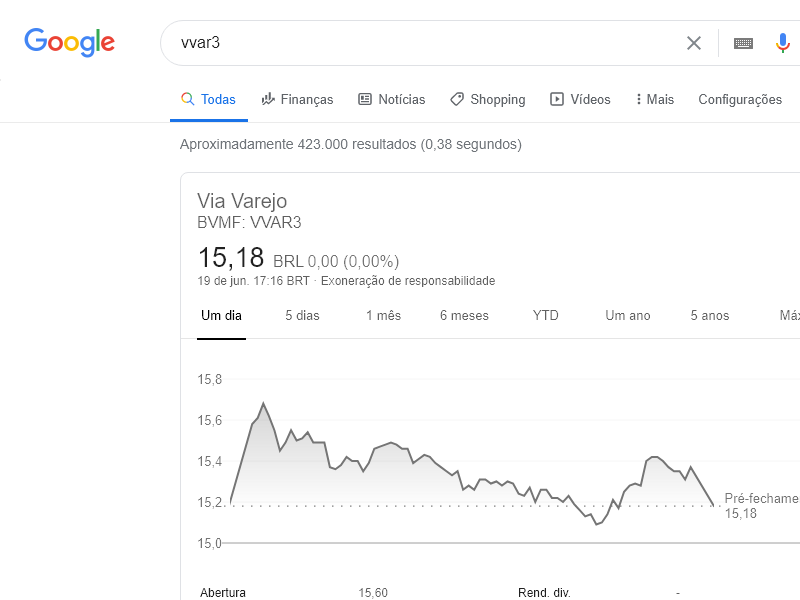 Google
vvar3
Todas Finanças Notícias Shopping Vídeos Mais Configurações
Aproximadamente 423.000 resultados (0,38 segundos)
Via Varejo
BVMF: VVAR3
15,18 BRL 0,00 (0,00%)
19 de jun. 17:16 BRT · Exoneração de responsabilidade
Um dia 5 dias 1 mês 6 meses YTD Um ano 5 anos Máx
15,8
15,6
15,4
15,2
Pré-fechame
15,18
15,0
Abertura 15,60 Rend. div. -